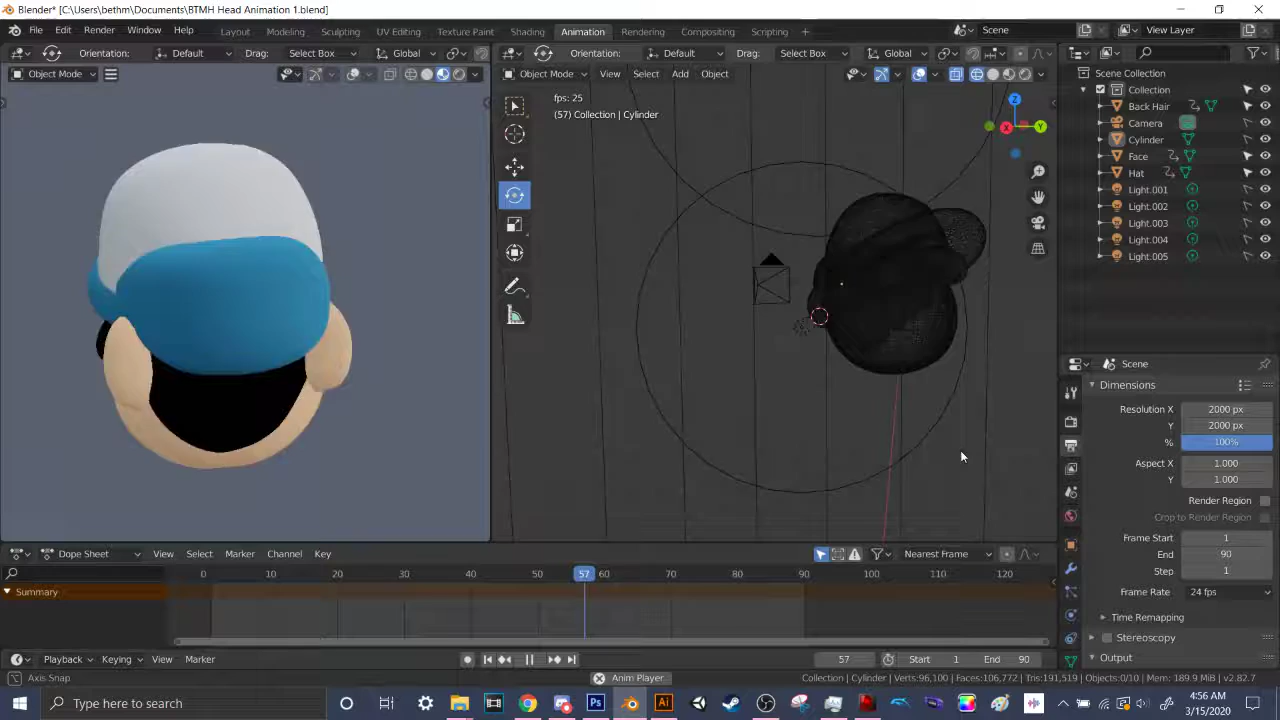 Blender* [C:\Users\bethm\Documents\BTMH Head Animation 1.blend]
File Edit Render Window Help Layout Modeling Sculpting UV Editing Texture Paint Shading Animation Rendering Compositing Scripting + Scene View Layer
Orientation: Default Drag: Select Box Global Orientation: Default Drag: Select Box Global
Object Mode Object Mode View Select Add Object
fps: 25
(57) Collection | Cylinder
Z
X
Y
Scene Collection
Collection
Back Hair
Camera
Cylinder
Face
Hat
Light.001
Light.002
Light.003
Light.004
Light.005
Scene
Dimensions
Resolution X 2000 px
Y 2000 px
% 100%
Aspect X 1.000
Y 1.000
Render Region
Crop to Render Region
Frame Start 1
End 90
Step 1
Frame Rate 24 fps
Time Remapping
Stereoscopy
Output
Dope Sheet View Select Marker Channel Key Nearest Frame
0 10 20 30 40 50 57 60 70 80 90 100 110 120
Summary
Playback Keying View Marker 57 Start 1 End 90
Axis Snap Anim Player Collection | Cylinder | Verts:96,100 | Faces:106,772 | Tris:191,519 | Objects:0/10 | Mem: 189.9 MiB | v2.82.7
Type here to search
Ps
Ai
4:56 AM
3/15/2020